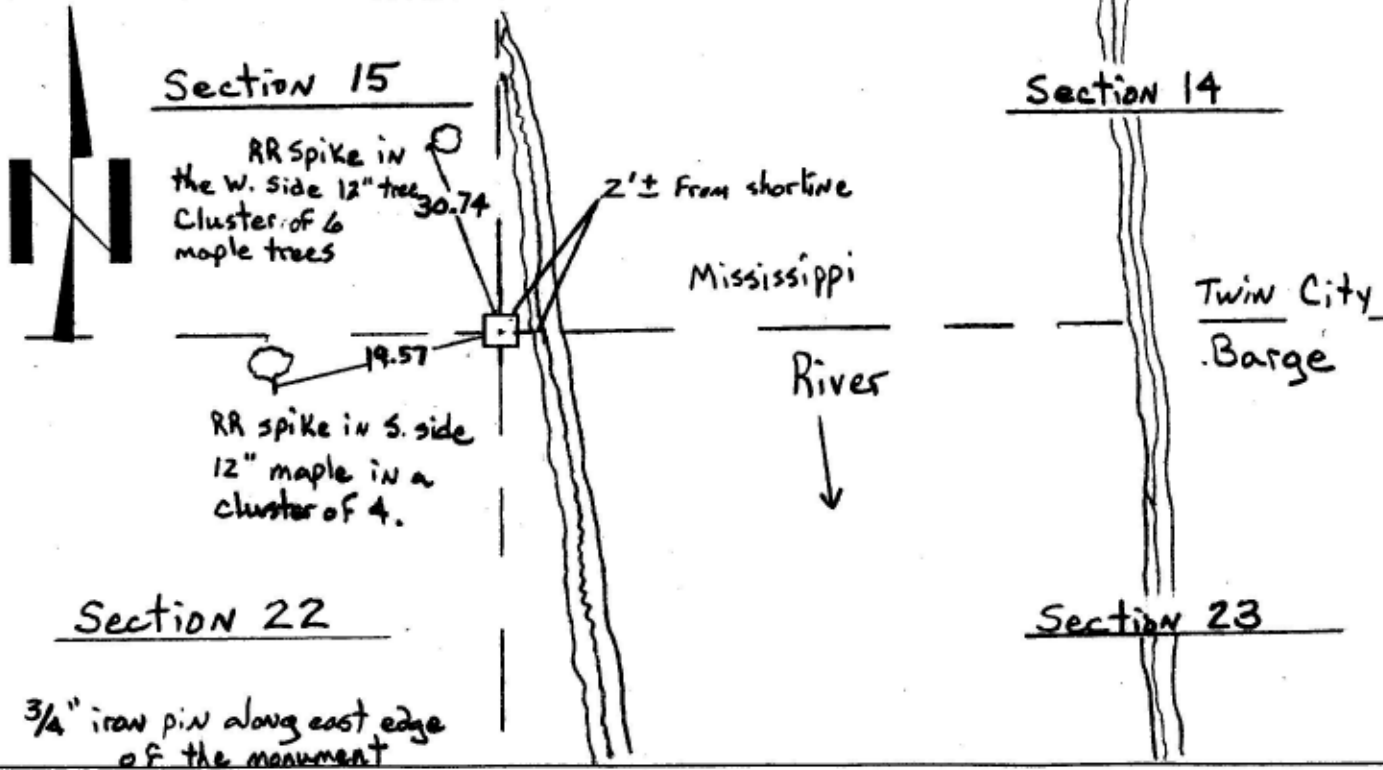 Section 15
Section 14
N
RR Spike in
the W. Side 12" tree
Cluster of 6
maple trees
30.74
2'± From shortine
Mississippi
River
Twin City
Barge
19.57
RR spike in S. side
12" maple in a
cluster of 4.
Section 22
Section 23
3/4" iron pin along east edge
of the monument